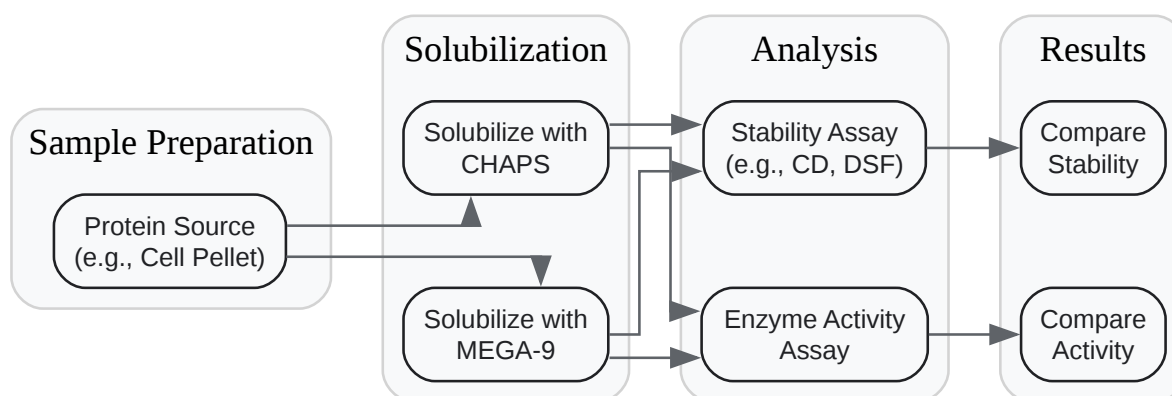 Sample Preparation
Protein Source
(e.g., Cell Pellet)
Solubilization
Solubilize with
CHAPS
Solubilize with
MEGA-9
Analysis
Stability Assay
(e.g., CD, DSF)
Enzyme Activity
Assay
Results
Compare
Stability
Compare
Activity